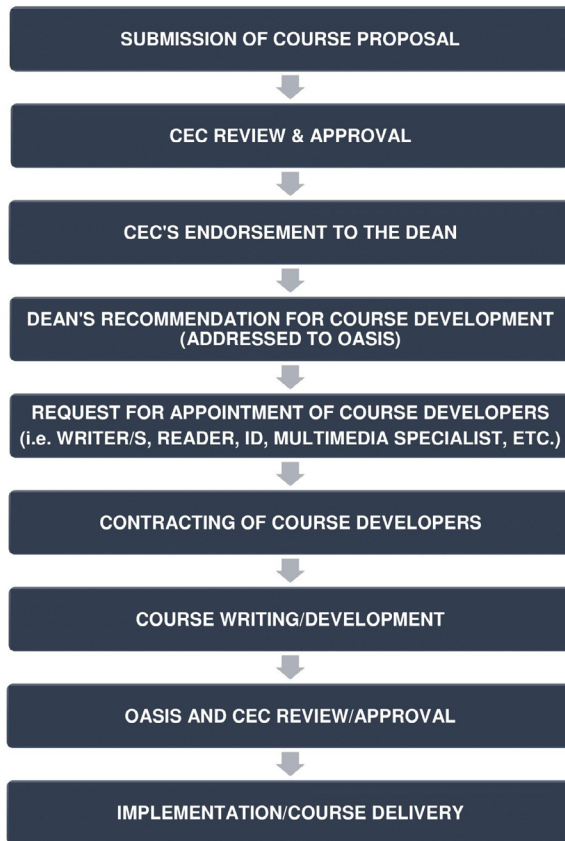 SUBMISSION OF COURSE PROPOSAL
CEC REVIEW & APPROVAL
CEC'S ENDORSEMENT TO THE DEAN
DEAN'S RECOMMENDATION FOR COURSE DEVELOPMENT
(ADDRESSED TO OASIS)
REQUEST FOR APPOINTMENT OF COURSE DEVELOPERS
(i.e. WRITER/S, READER, ID, MULTIMEDIA SPECIALIST, ETC.)
CONTRACTING OF COURSE DEVELOPERS
COURSE WRITING/DEVELOPMENT
OASIS AND CEC REVIEW/APPROVAL
IMPLEMENTATION/COURSE DELIVERY